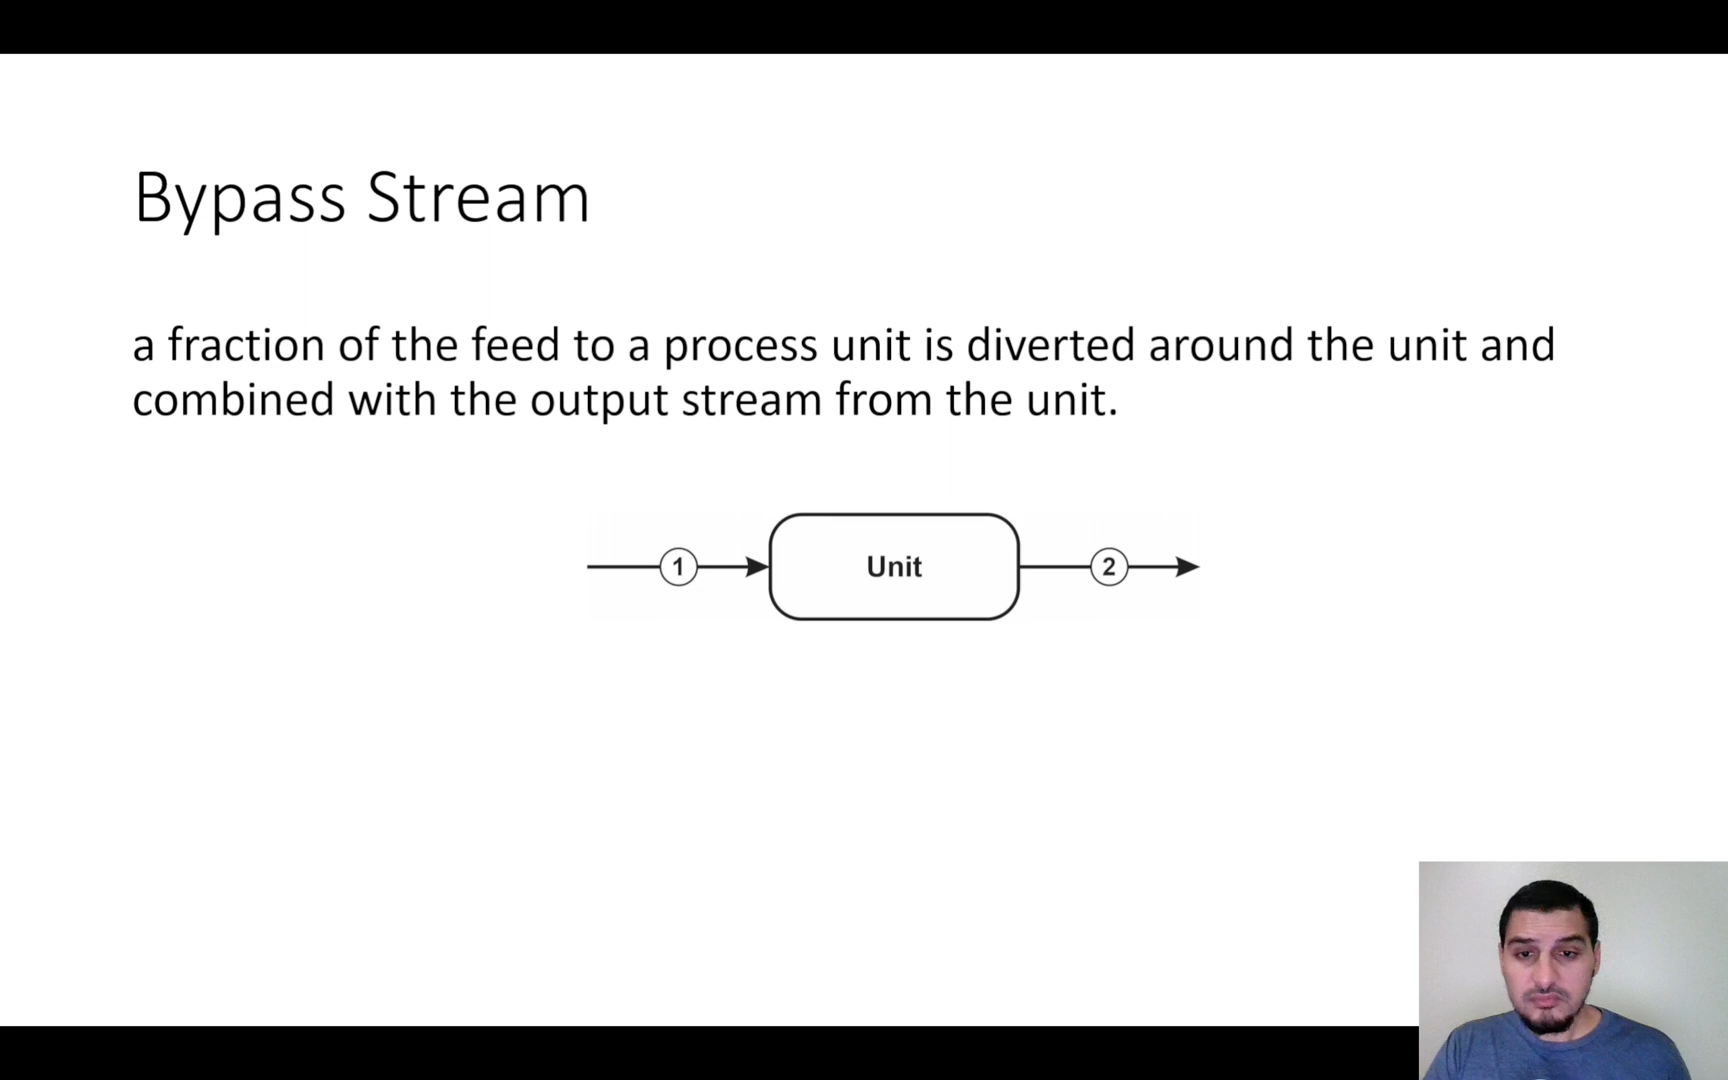 Bypass Stream
a fraction of the feed to a process unit is diverted around the unit and
combined with the output stream from the unit.
1 Unit 2